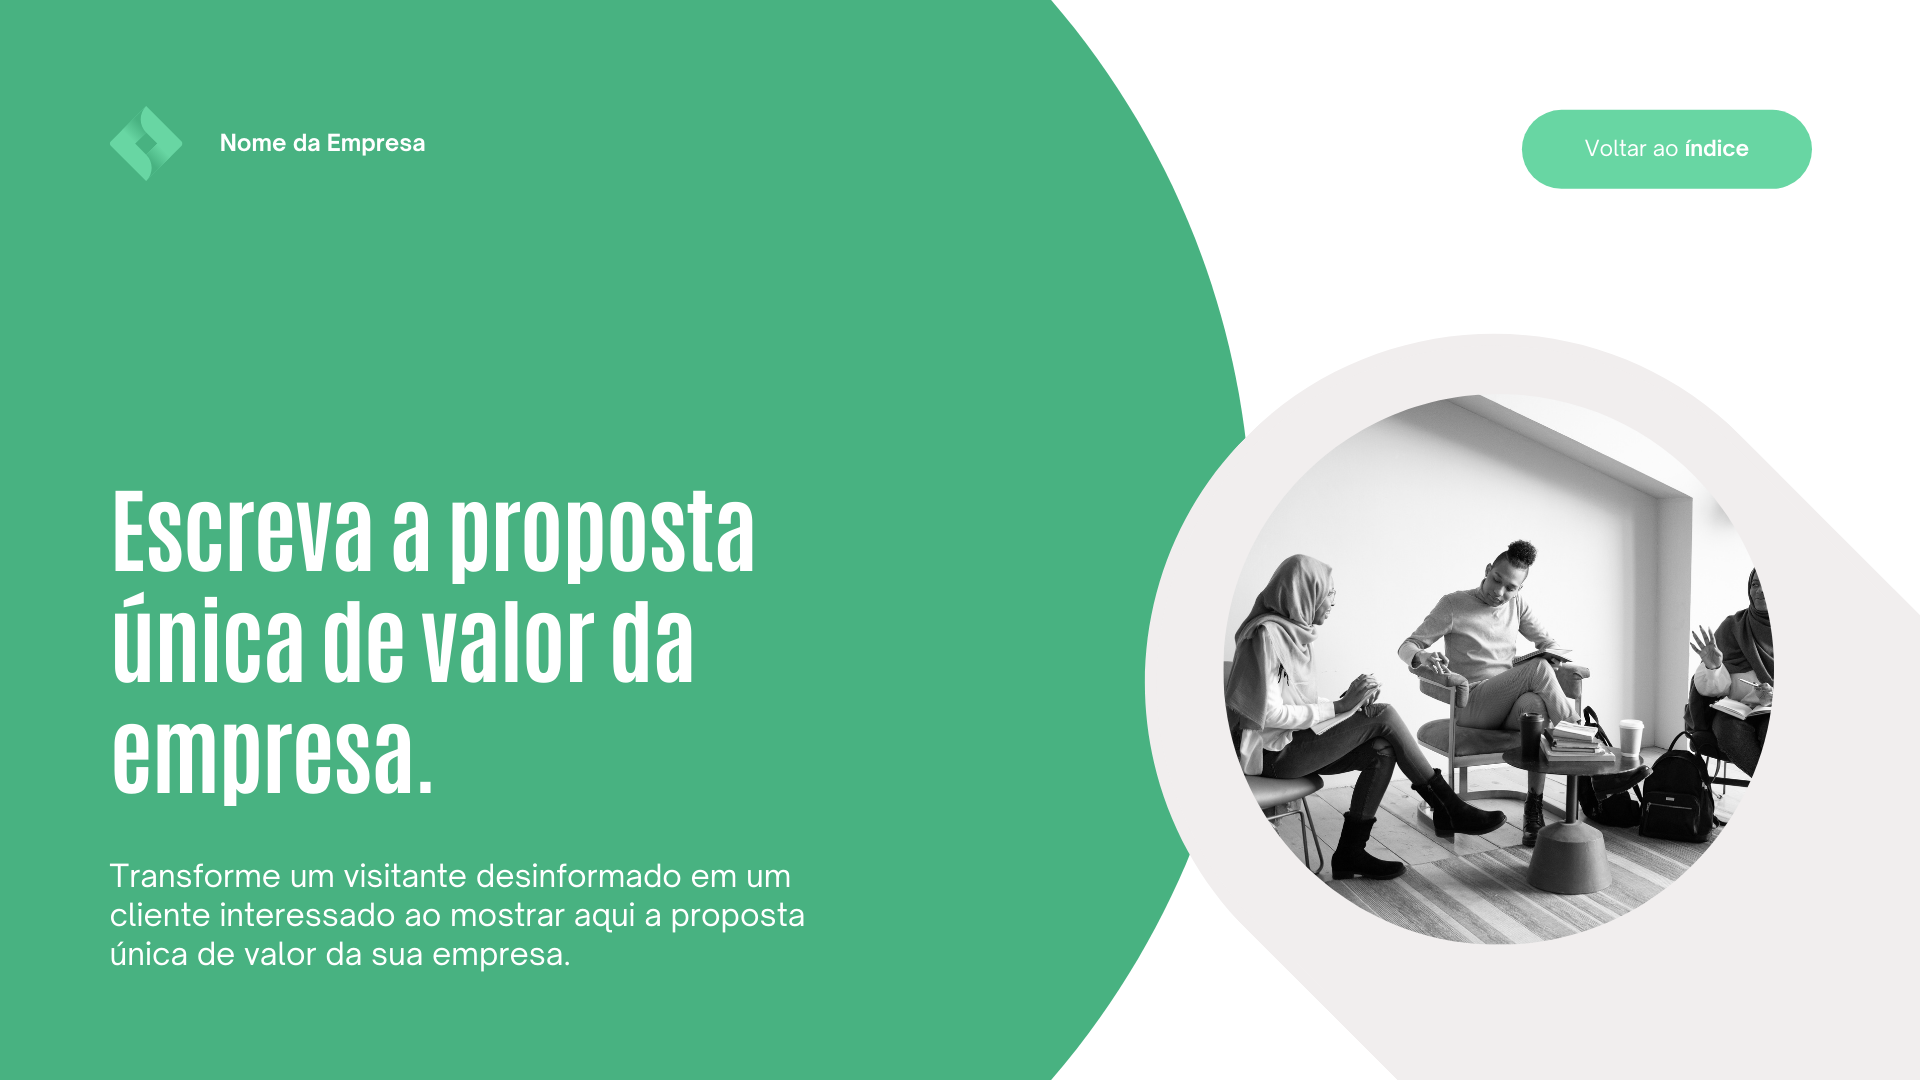 Nome da Empresa
Voltar ao índice
Escreva a proposta
única de valor da
empresa.
Transforme um visitante desinformado em um
cliente interessado ao mostrar aqui a proposta
única de valor da sua empresa.